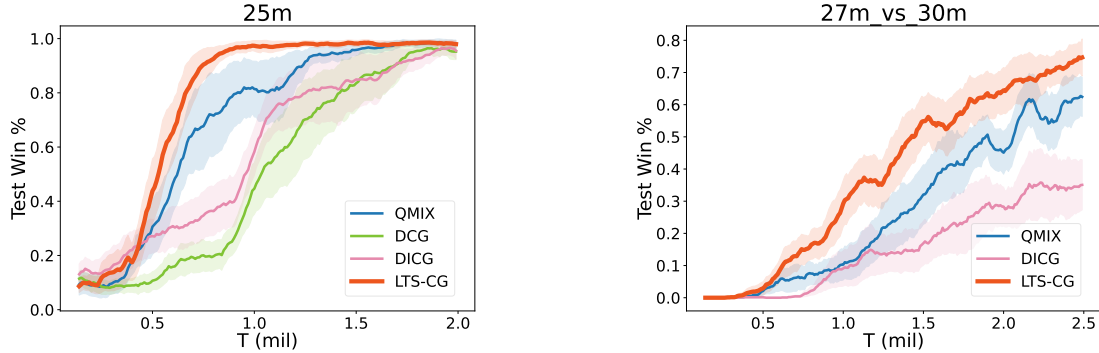 25m
Test Win %
1.0
0.8
0.6
0.4
0.2
0.0
0.5
1.0
1.5
2.0
T (mil)
QMIX
DCG
DICG
LTS-CG
27m_vs_30m
Test Win %
0.8
0.7
0.6
0.5
0.4
0.3
0.2
0.1
0.0
0.5
1.0
1.5
2.0
2.5
T (mil)
QMIX
DICG
LTS-CG